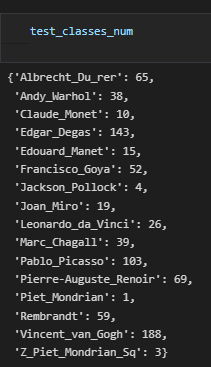 test_classes_num
{'Albrecht_Du_rer': 65,
'Andy_Warhol': 38,
'Claude_Monet': 10,
'Edgar_Degas': 143,
'Edouard_Manet': 15,
'Francisco_Goya': 52,
'Jackson_Pollock': 4,
'Joan_Miro': 19,
'Leonardo_da_Vinci': 26,
'Marc_Chagall': 39,
'Pablo_Picasso': 103,
'Pierre-Auguste_Renoir': 69,
'Piet_Mondrian': 1,
'Rembrandt': 59,
'Vincent_van_Gogh': 188,
'Z_Piet_Mondrian_Sq': 3}